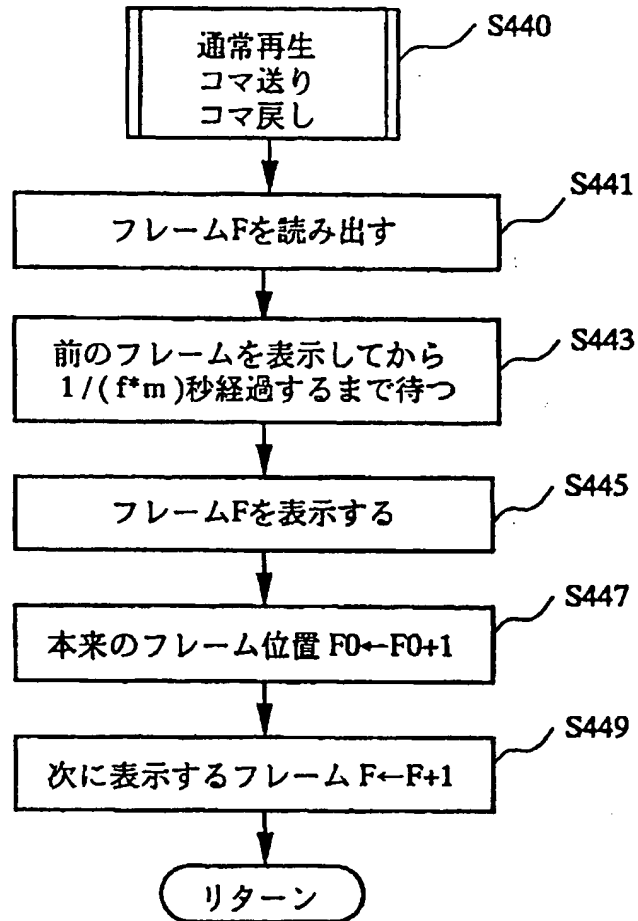 通常再生
コマ送り
コマ戻し
S440
フレームFを読み出す
S441
前のフレームを表示してから
1/(f*m)秒経過するまで待つ
S443
フレームFを表示する
S445
本来のフレーム位置 F0←F0+1
S447
次に表示するフレーム F←F+1
S449
リターン